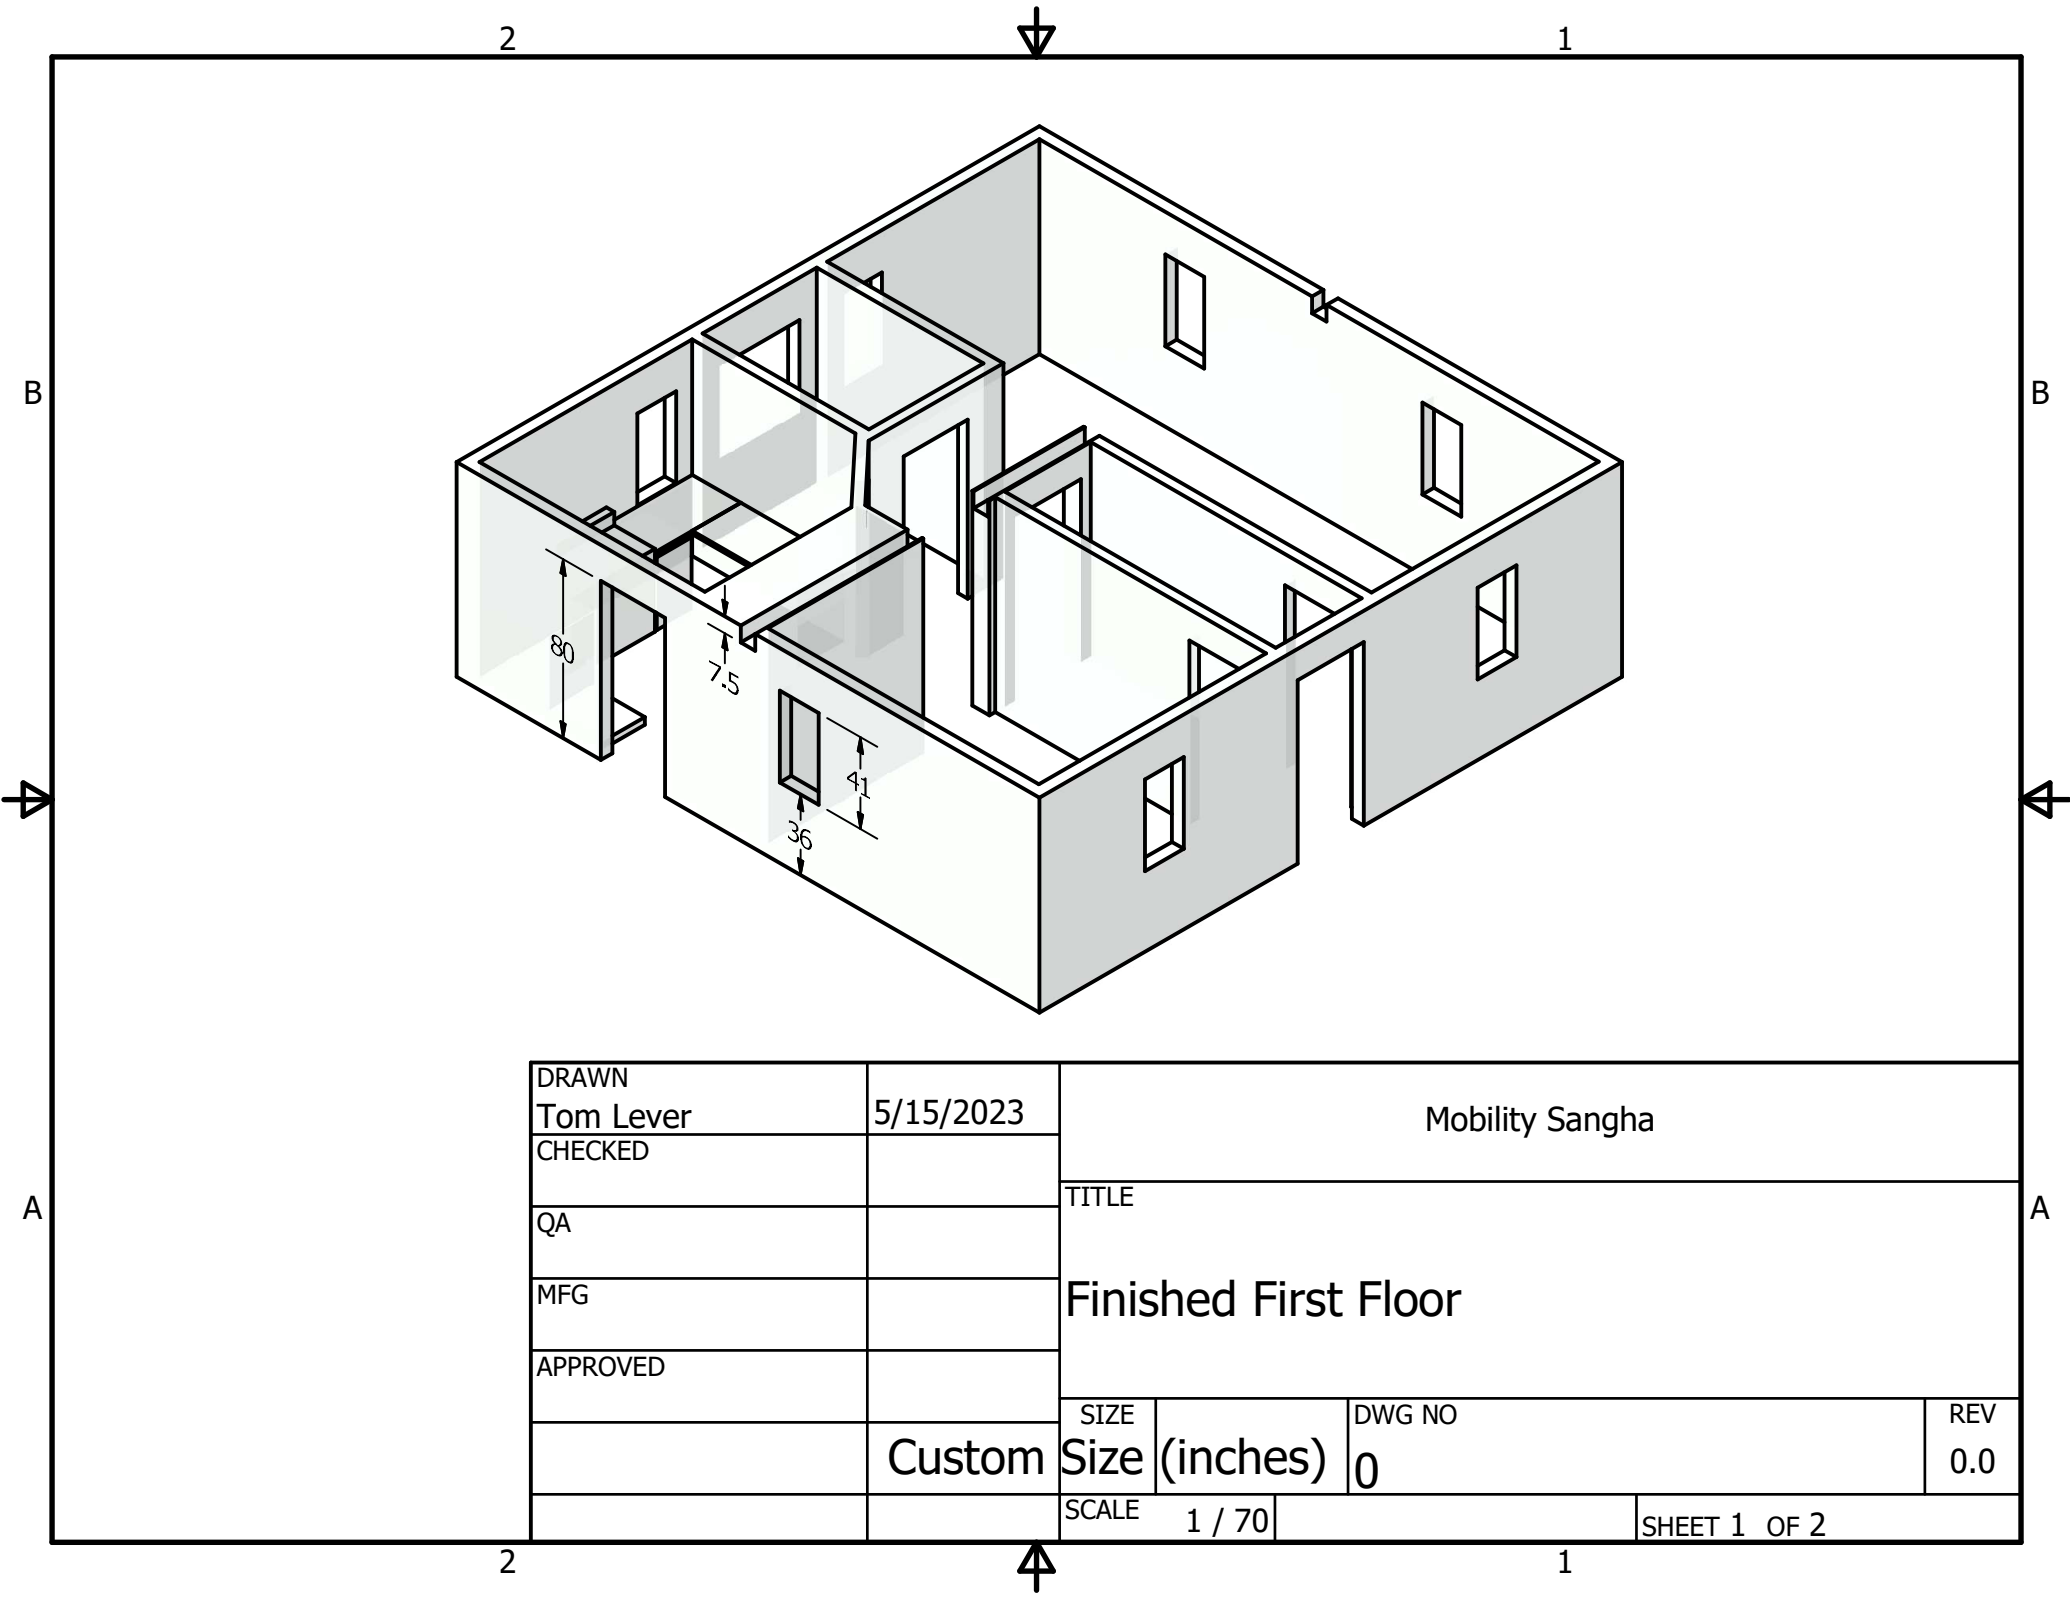 2 1
B B
80
7.5
41
36
A A
DRAWN
Tom Lever 5/15/2023
Mobility Sangha
CHECKED
TITLE
QA
MFG
Finished First Floor
APPROVED
SIZE DWG NO REV
Custom Size (inches) 0 0.0
SCALE 1 / 70 SHEET 1 OF 2
2 1